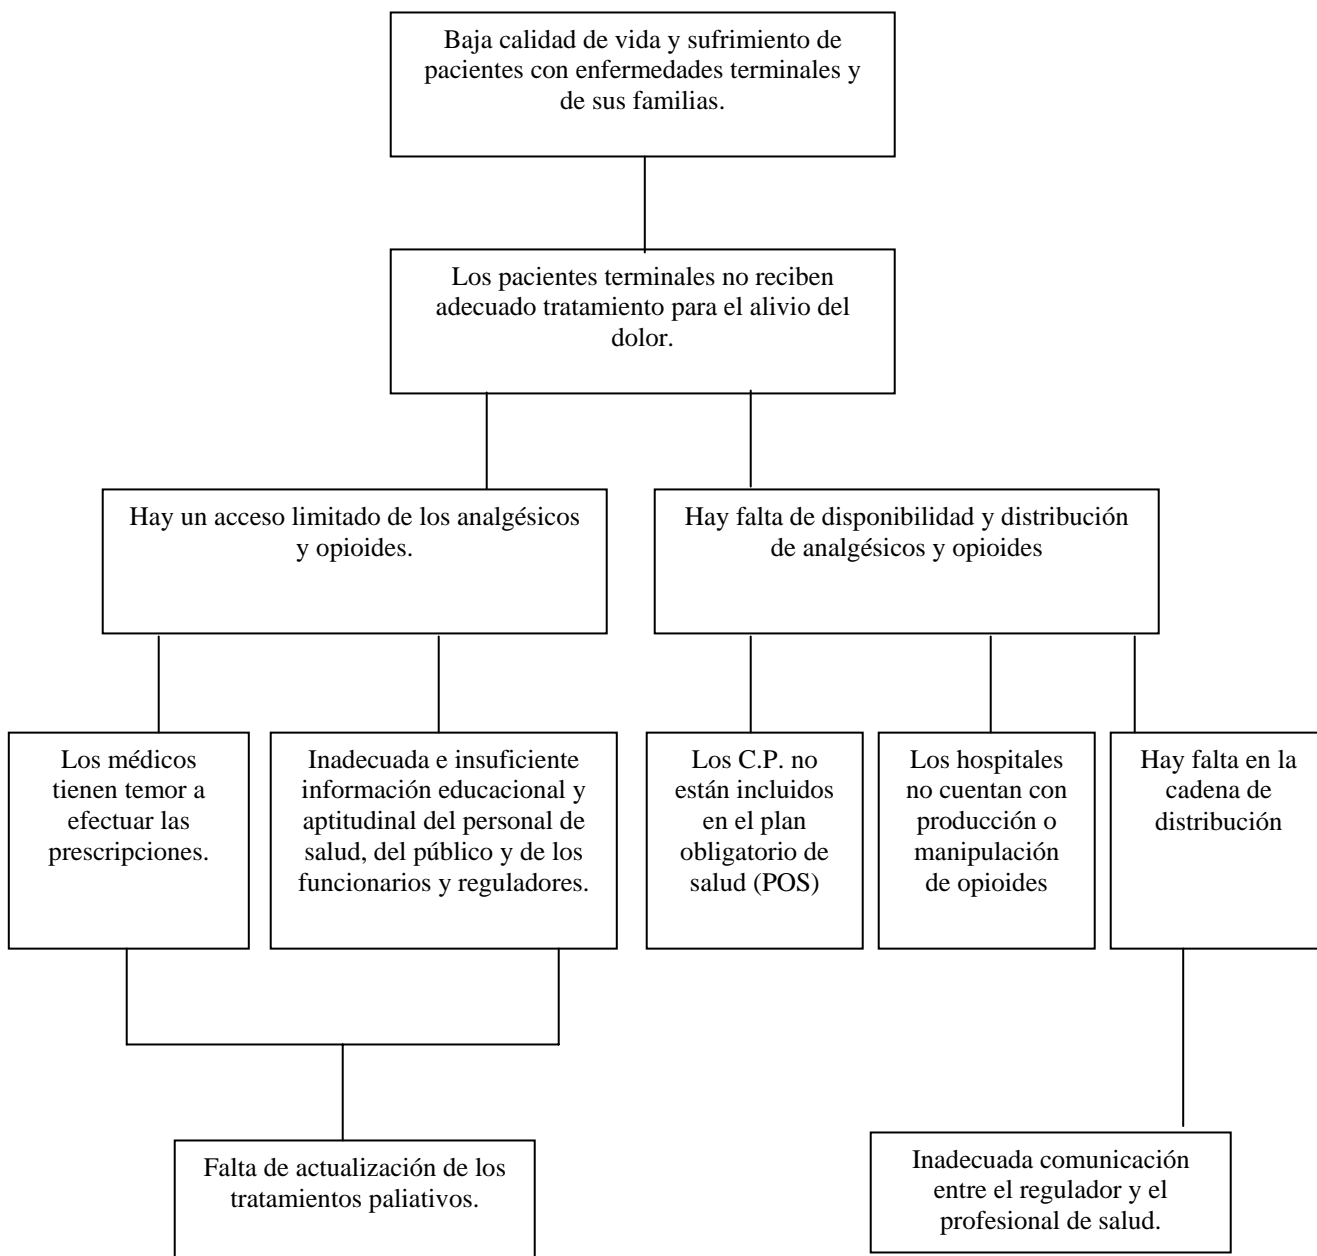 Baja calidad de vida y sufrimiento de
pacientes con enfermedades terminales y
de sus familias.
Los pacientes terminales no reciben
adecuado tratamiento para el alivio del
dolor.
Hay un acceso limitado de los analgésicos
y opioides.
Hay falta de disponibilidad y distribución
de analgésicos y opioides
Los médicos
tienen temor a
efectuar las
prescripciones.
Inadecuada e insuficiente
información educacional y
aptitudinal del personal de
salud, del público y de los
funcionarios y reguladores.
Los C.P. no
están incluidos
en el plan
obligatorio de
salud (POS)
Los hospitales
no cuentan con
producción o
manipulación
de opioides
Hay falta en la
cadena de
distribución
Falta de actualización de los
tratamientos paliativos.
Inadecuada comunicación
entre el regulador y el
profesional de salud.